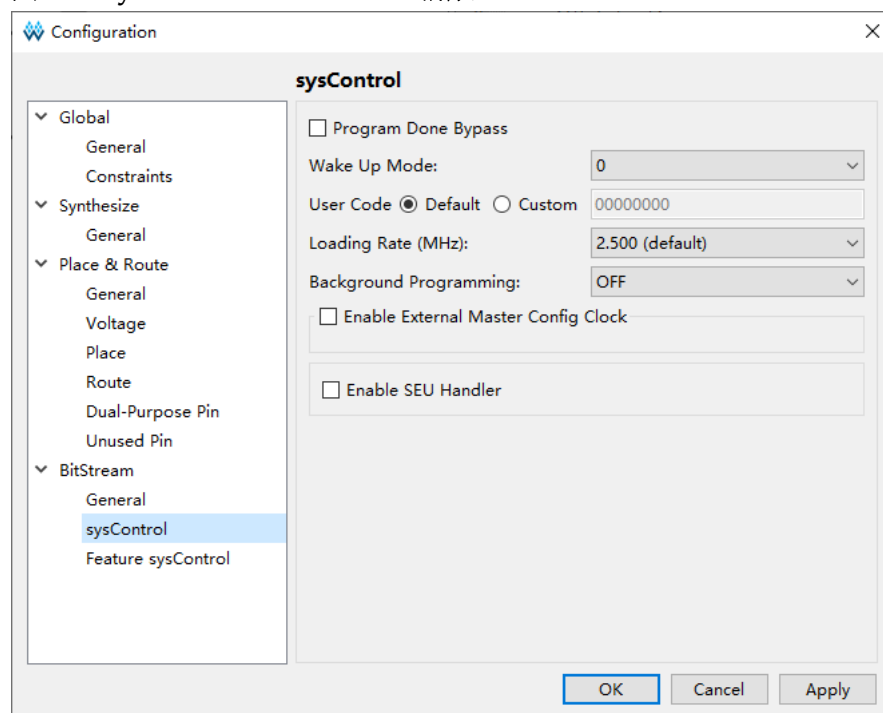 Configuration
sysControl
Global
General
Constraints
Synthesize
General
Place & Route
General
Voltage
Place
Route
Dual-Purpose Pin
Unused Pin
BitStream
General
sysControl
Feature sysControl
Program Done Bypass
Wake Up Mode: 0
User Code Default Custom 00000000
Loading Rate (MHz): 2.500 (default)
Background Programming: OFF
Enable External Master Config Clock
Enable SEU Handler
OK Cancel Apply